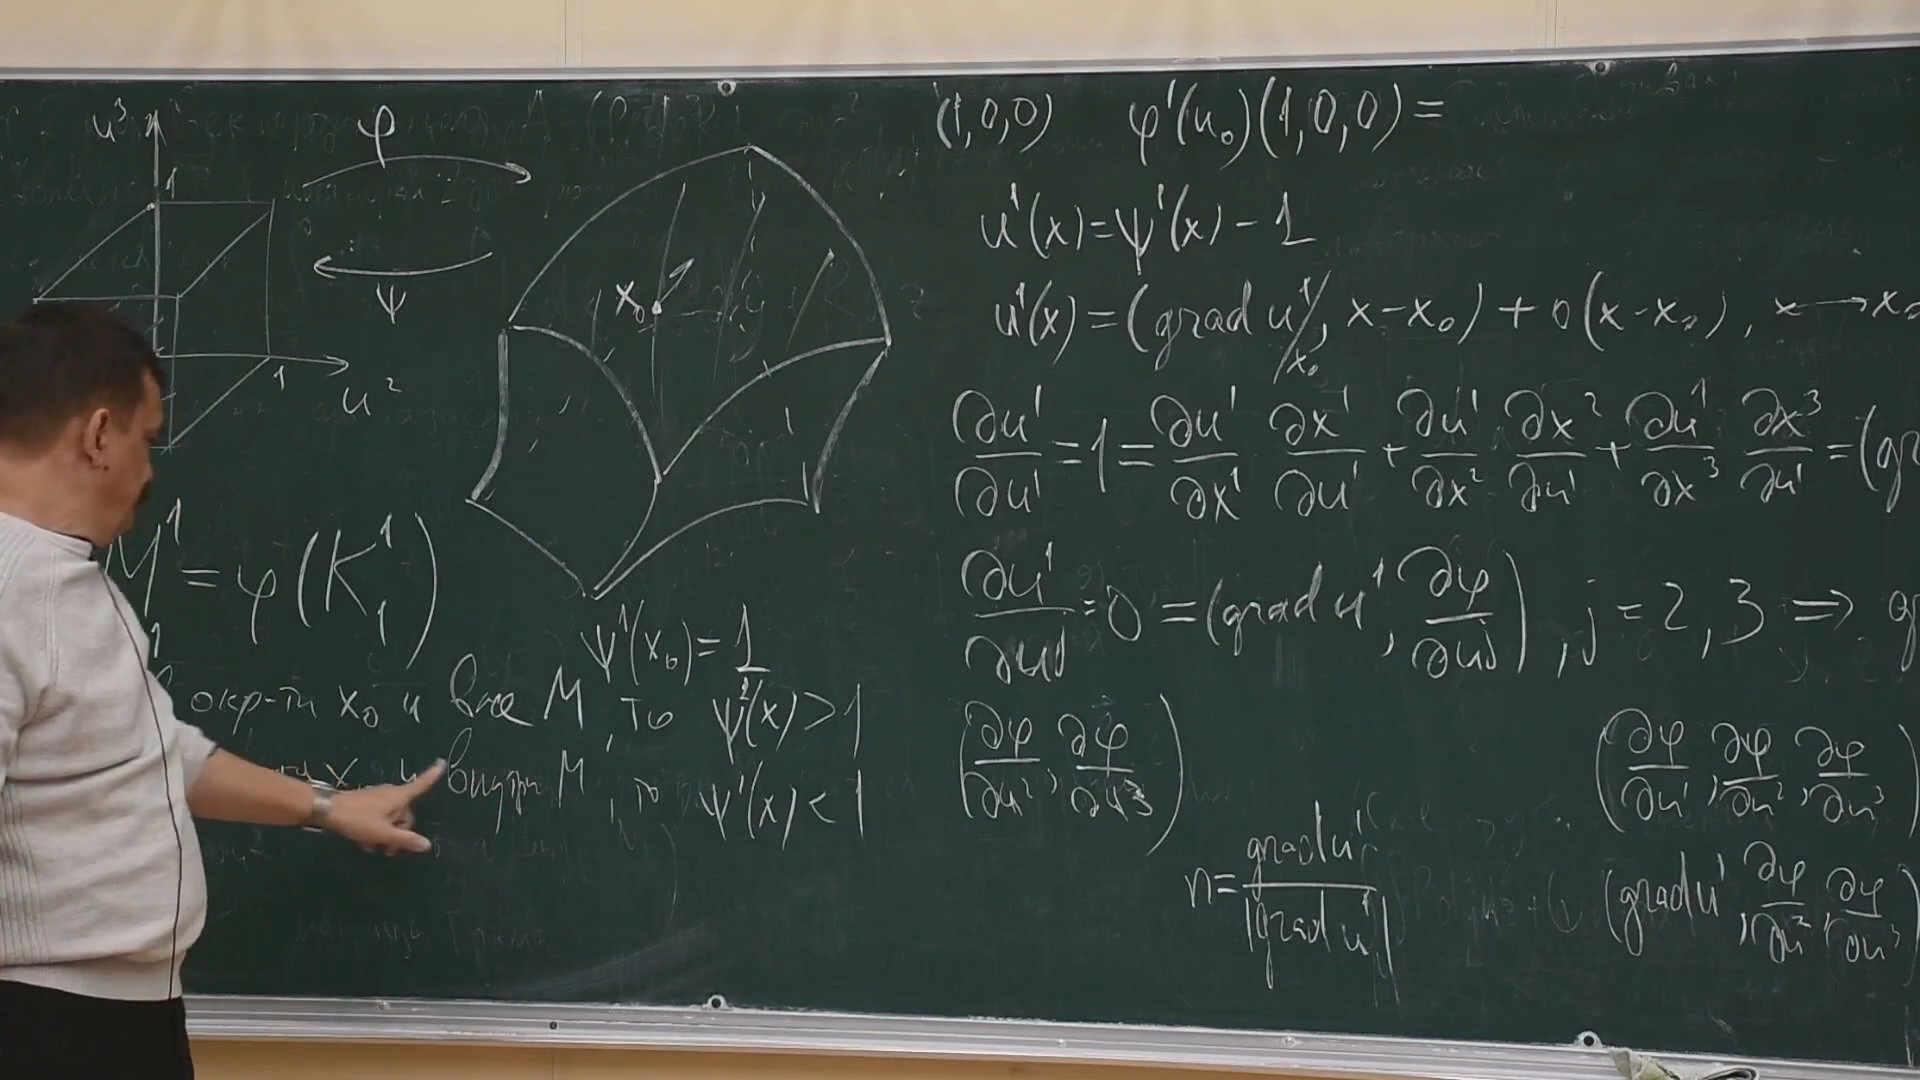 u³
1
φ
ψ
1
u²
x₀
M¹ = φ(K₁¹)
ψ¹(x₀) = 1
окр-ти x₀ и вне M, то ψ¹(x) > 1
x₀ и внутри M, то ψ¹(x) < 1
(1,0,0) φ'(u₀)(1,0,0) =
u¹(x) = ψ¹(x) - 1
u¹(x) = (grad u¹/x₀, x-x₀) + o(x-x₀), x → x₀
∂u¹/∂u¹ = 1 = ∂u¹/∂x¹ ∂x¹/∂u¹ + ∂u¹/∂x² ∂x²/∂u¹ + ∂u¹/∂x³ ∂x³/∂u¹ = (gr
∂u¹/∂uʲ = 0 = (grad u¹, ∂φ/∂uʲ), j = 2, 3 ⇒ gr
(∂φ/∂u², ∂φ/∂u³)
(∂φ/∂u¹, ∂φ/∂u², ∂φ/∂u³)
n = grad u¹/|grad u¹|
(grad u¹, ∂φ/∂u², ∂φ/∂u³)